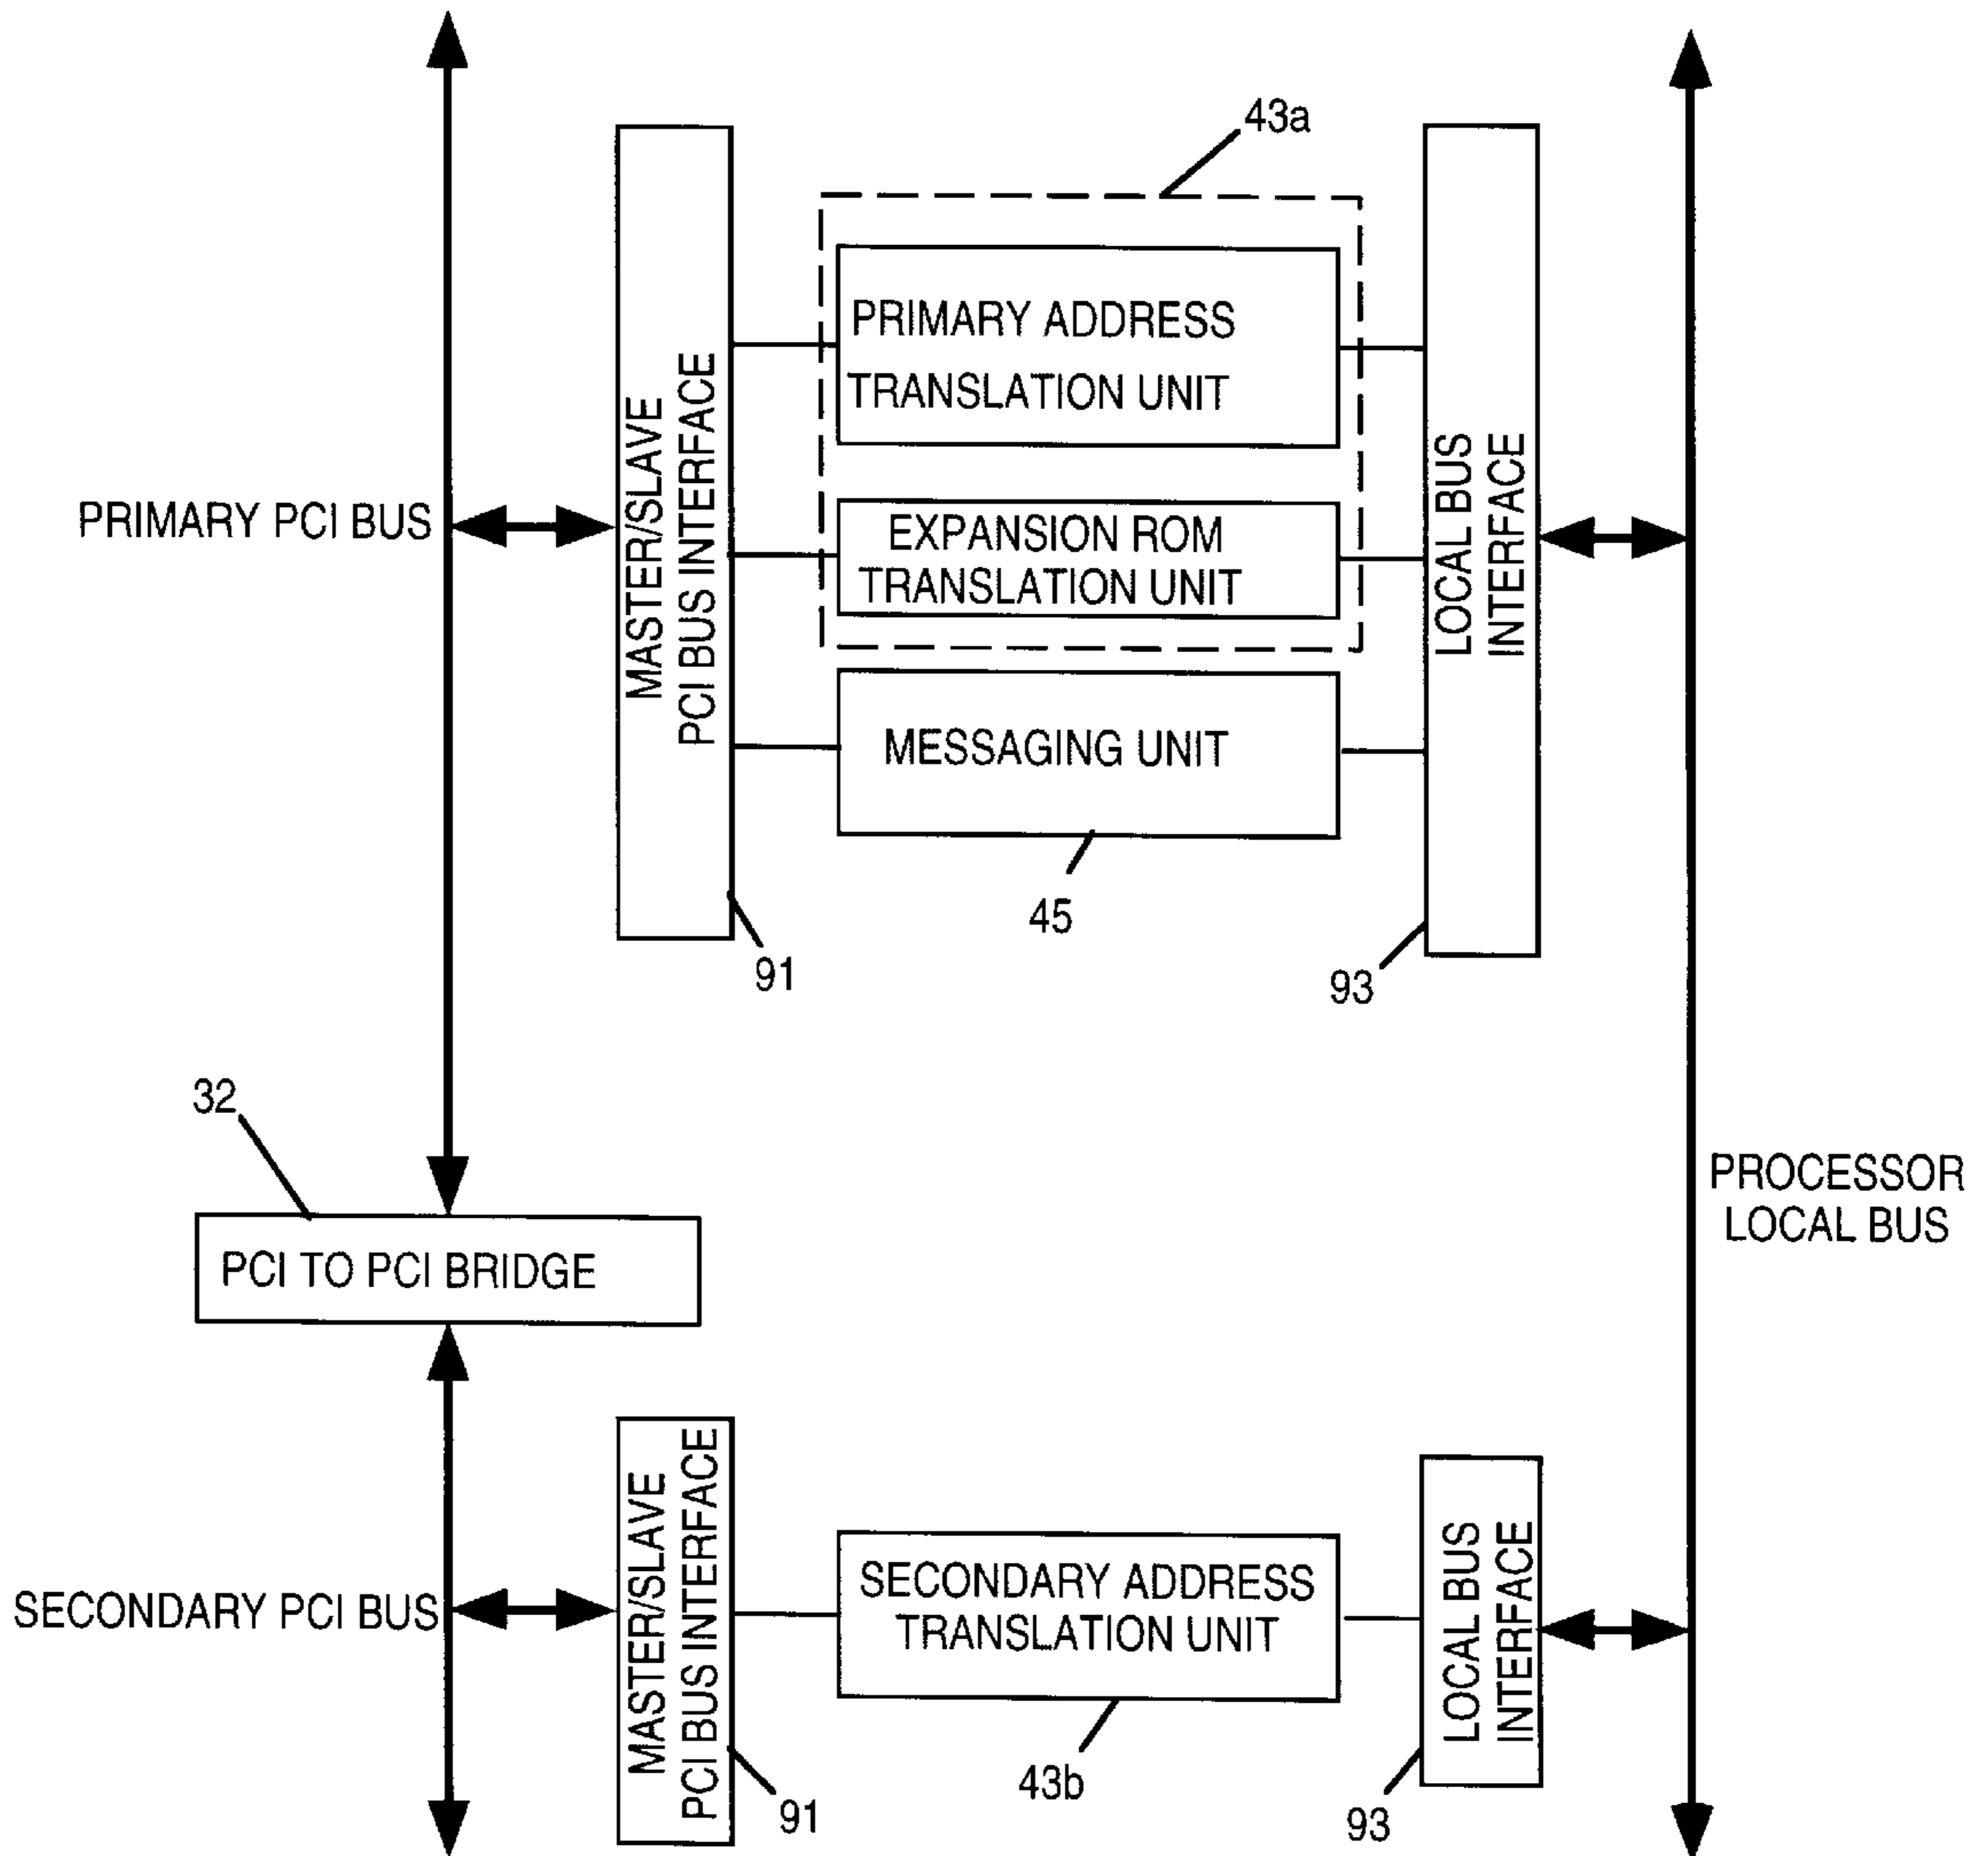 43a
PRIMARY ADDRESS
TRANSLATION UNIT
PRIMARY PCI BUS
MASTER/SLAVE
PCI BUS INTERFACE
EXPANSION ROM
TRANSLATION UNIT
LOCAL BUS
INTERFACE
MESSAGING UNIT
45
91
93
32
PCI TO PCI BRIDGE
PROCESSOR
LOCAL BUS
SECONDARY PCI BUS
MASTER/SLAVE
PCI BUS INTERFACE
SECONDARY ADDRESS
TRANSLATION UNIT
LOCAL BUS
INTERFACE
43b
91
93